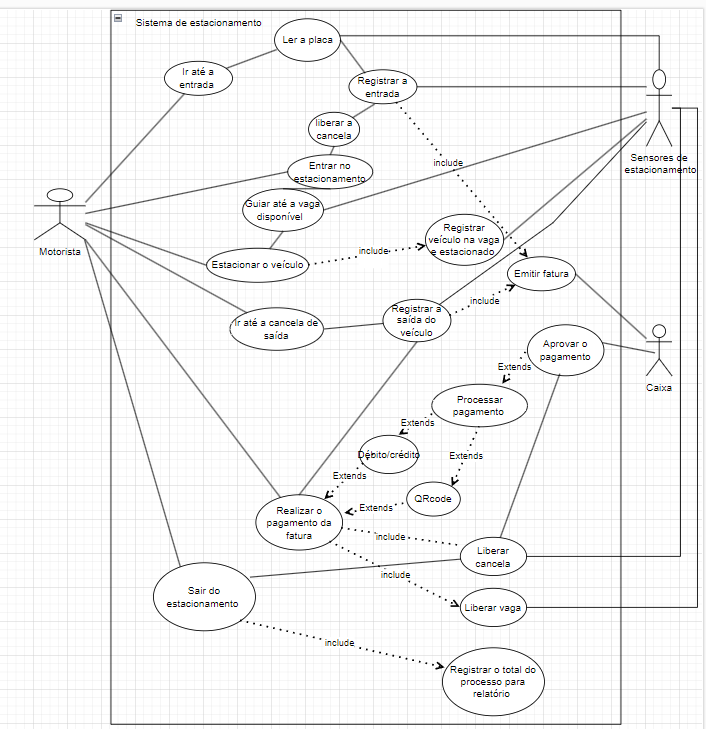 Sistema de estacionamento
Ler a placa
Ir até a
entrada
Registrar a
entrada
liberar a
cancela
include
Sensores de
estacionamento
Entrar no
estacionamento
Guiar até a vaga
disponível
Motorista
Registrar
veículo na vaga
e estacionado
include
Estacionar o veículo
Emitir fatura
include
Registrar a
saída do
veículo
Ir até a cancela de
saída
Aprovar o
pagamento
Caixa
Extends
Processar
pagamento
Extends
Débito/crédito
Extends
Extends
QRcode
Extends
Realizar o
pagamento da
fatura
include
Liberar
cancela
include
Sair do
estacionamento
Liberar vaga
include
Registrar o total do
processo para
relatório